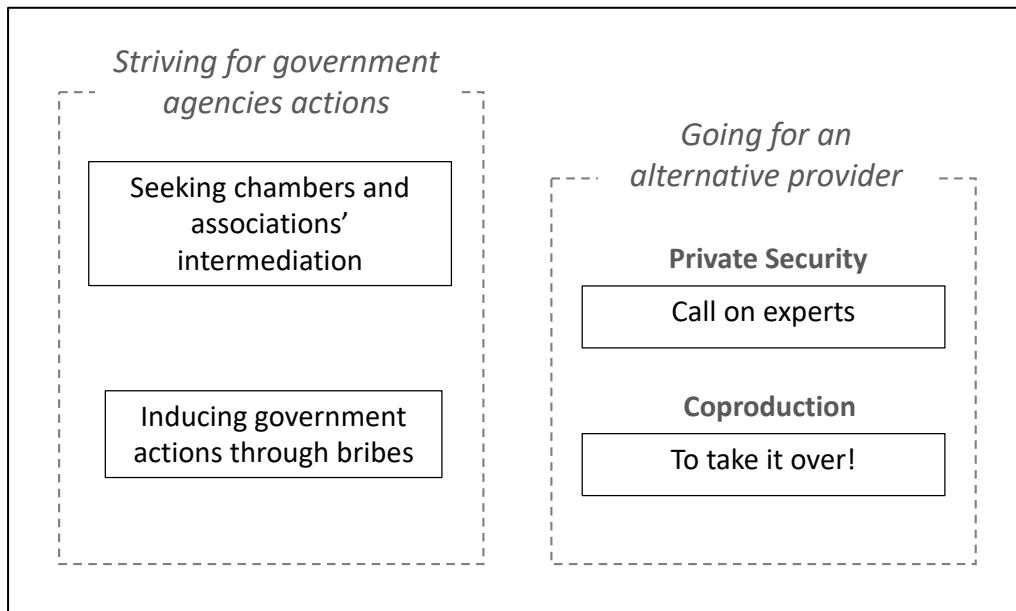 Striving for government
agencies actions
Seeking chambers and
associations’
intermediation
Inducing government
actions through bribes
Going for an
alternative provider
Private Security
Call on experts
Coproduction
To take it over!